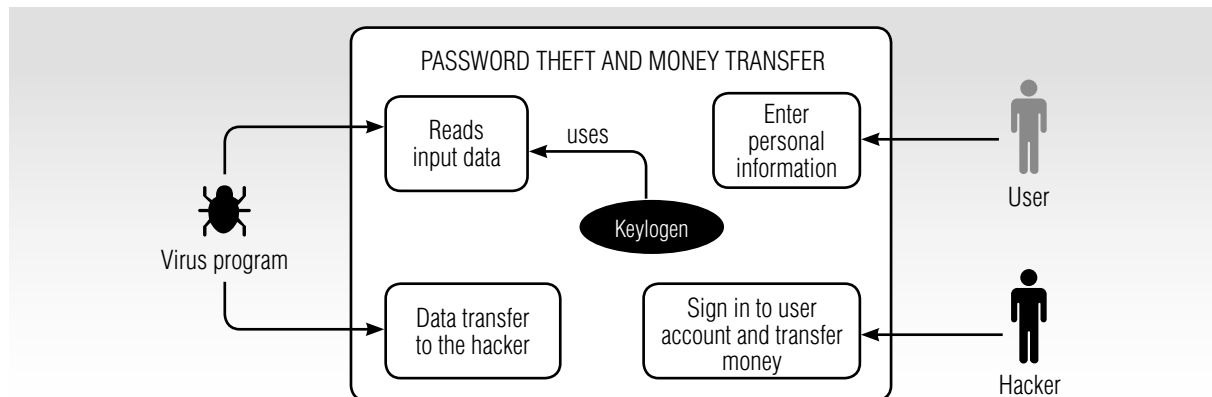 PASSWORD THEFT AND MONEY TRANSFER
Reads
input data
uses
Enter
personal
information
User
Keylogen
Virus program
Data transfer
to the hacker
Sign in to user
account and transfer
money
Hacker